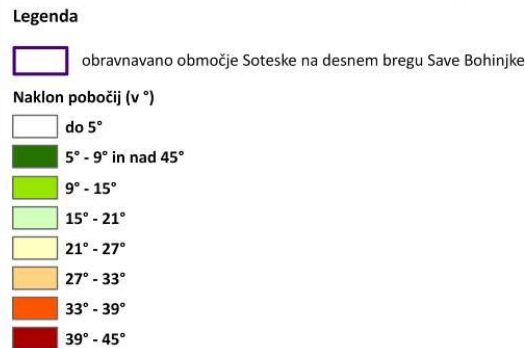 Legenda
obravnavano območje Soteske na desnem bregu Save Bohinjke
Naklon pobočij (v °)
do 5°
5° - 9° in nad 45°
9° - 15°
15° - 21°
21° - 27°
27° - 33°
33° - 39°
39° - 45°